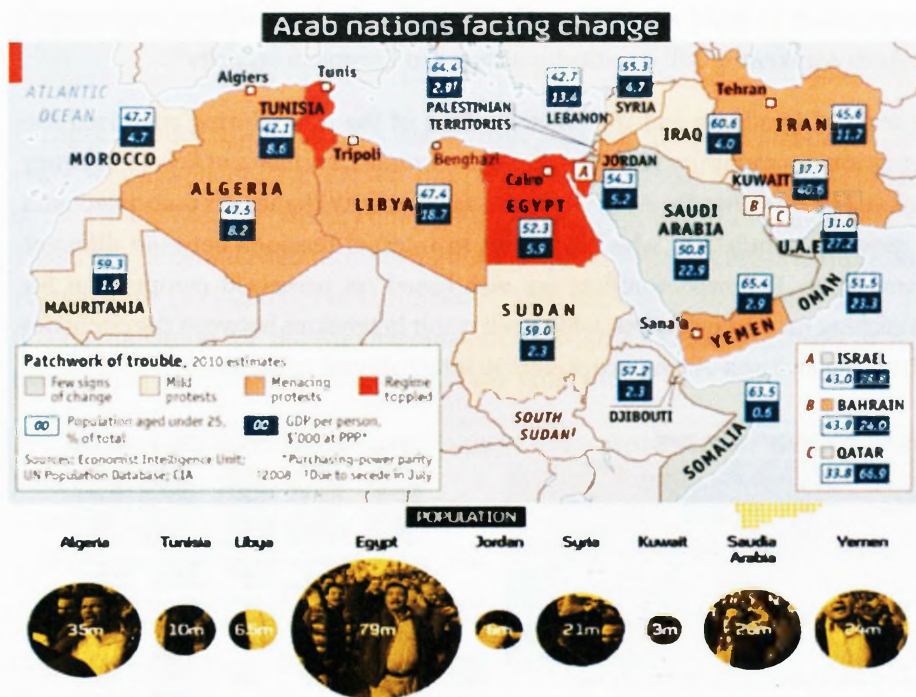 Arab nations facing change
ATLANTIC
OCEAN
Algiers
Tunis
TUNISIA
42.1
8.6
64.4
2.9†
PALESTINIAN
TERRITORIES
42.7
13.4
LEBANON
55.3
4.7
SYRIA
Tehran
IRAN
45.6
11.7
47.7
4.7
MOROCCO
Tripoli
Benghazi
60.6
IRAQ
4.0
ALGERIA
47.5
8.2
LIBYA
47.4
18.7
Cairo
EGYPT
52.3
5.9
A
JORDAN
54.3
5.2
KUWAIT
37.7
40.6
B
C
SAUDI
ARABIA
50.8
22.9
U.A.E
31.0
27.2
59.3
1.9
MAURITANIA
SUDAN
59.0
2.3
65.4
2.9
Sana'a
YEMEN
OMAN
51.5
23.3
57.2
2.3
DJIBOUTI
SOUTH
SUDAN‡
63.5
0.6
SOMALIA
A ISRAEL
43.0 28.8
B BAHRAIN
43.9 24.0
C QATAR
33.8 66.9
Patchwork of trouble, 2010 estimates
Few signs
of change
Mild
protests
Menacing
protests
Regime
toppled
00 Population aged under 25,
% of total
00 GDP per person,
$'000 at PPP*
Sources: Economist Intelligence Unit;
UN Population Database; CIA
*Purchasing-power parity
†2008 ‡Due to secede in July
POPULATION
Algeria
Tunisia
Libya
Egypt
Jordan
Syria
Kuwait
Saudia
Arabia
Yemen
35m
10m
79m
6m
21m
3m
26m
24m